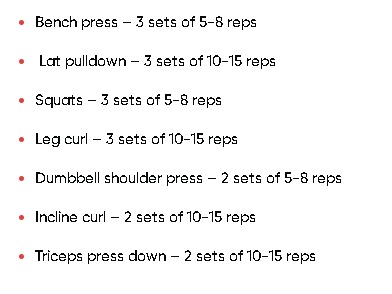 • Bench press – 3 sets of 5-8 reps
• Lat pulldown – 3 sets of 10-15 reps
• Squats – 3 sets of 5-8 reps
• Leg curl – 3 sets of 10-15 reps
• Dumbbell shoulder press – 2 sets of 5-8 reps
• Incline curl – 2 sets of 10-15 reps
• Triceps press down – 2 sets of 10-15 reps